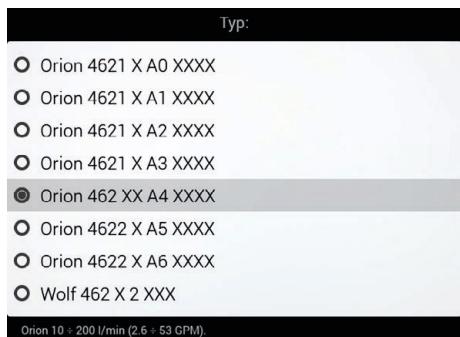 Typ:
Orion 4621 X A0 XXXX
Orion 4621 X A1 XXXX
Orion 4621 X A2 XXXX
Orion 4621 X A3 XXXX
Orion 462 XX A4 XXXX
Orion 4622 X A5 XXXX
Orion 4622 X A6 XXXX
Wolf 462 X 2 XXX
Orion 10 ÷ 200 l/min (2.6 ÷ 53 GPM).